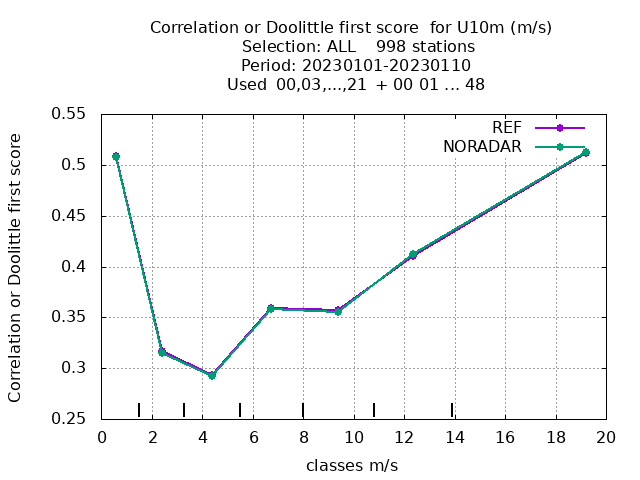 Correlation or Doolittle first score  for U10m (m/s)
Selection: ALL    998 stations
Period: 20230101-20230110
Used  00,03,...,21  + 00 01 ... 48
REF
NORADAR
Correlation or Doolittle first score
0.55
0.5
0.45
0.4
0.35
0.3
0.25
0 2 4 6 8 10 12 14 16 18 20
classes m/s